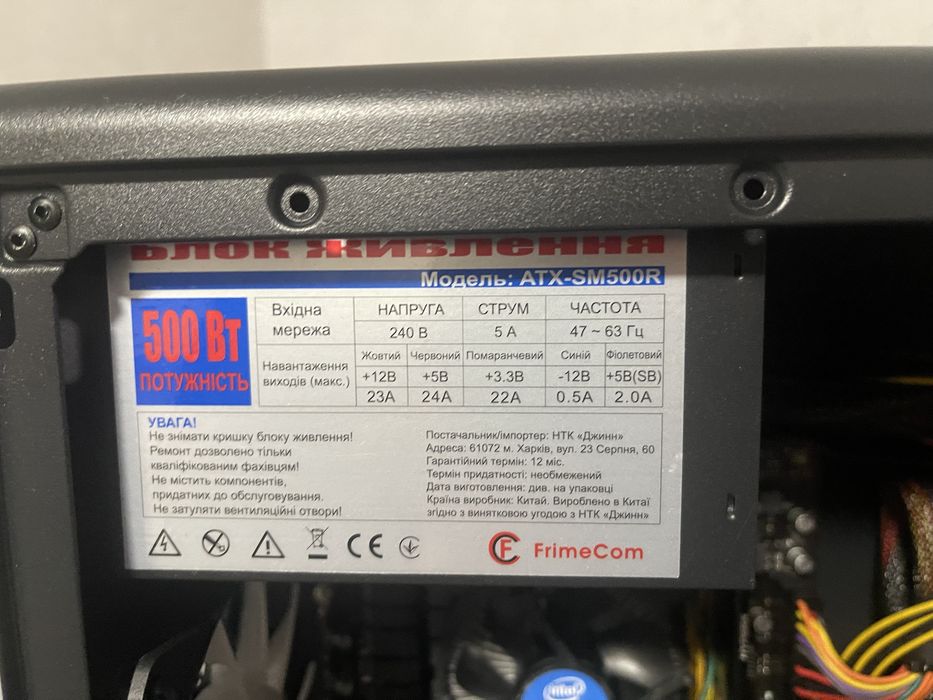 БЛОК ЖИВЛЕННЯ
Модель: ATX-SM500R
500 Вт
ПОТУЖНІСТЬ
Вхідна мережа НАПРУГА СТРУМ ЧАСТОТА
240 В 5 А 47 ~ 63 Гц
Навантаження виходів (макс.) Жовтий Червоний Помаранчевий Синій Фіолетовий
+12В +5В +3.3В -12В +5В(SB)
23А 24А 22А 0.5А 2.0А
УВАГА!
Не знімати кришку блоку живлення!
Ремонт дозволено тільки
кваліфікованим фахівцям!
Не містить компонентів,
придатних до обслуговування.
Не затуляти вентиляційні отвори!
Постачальник/імпортер: НТК «Джинн»
Адреса: 61072 м. Харків, вул. 23 Серпня, 60
Гарантійний термін: 12 міс.
Термін придатності: необмежений
Дата виготовлення: див. на упаковці
Країна виробник: Китай. Вироблено в Китаї
згідно з винятковою угодою з НТК «Джинн»
CE
FrimeCom
intel